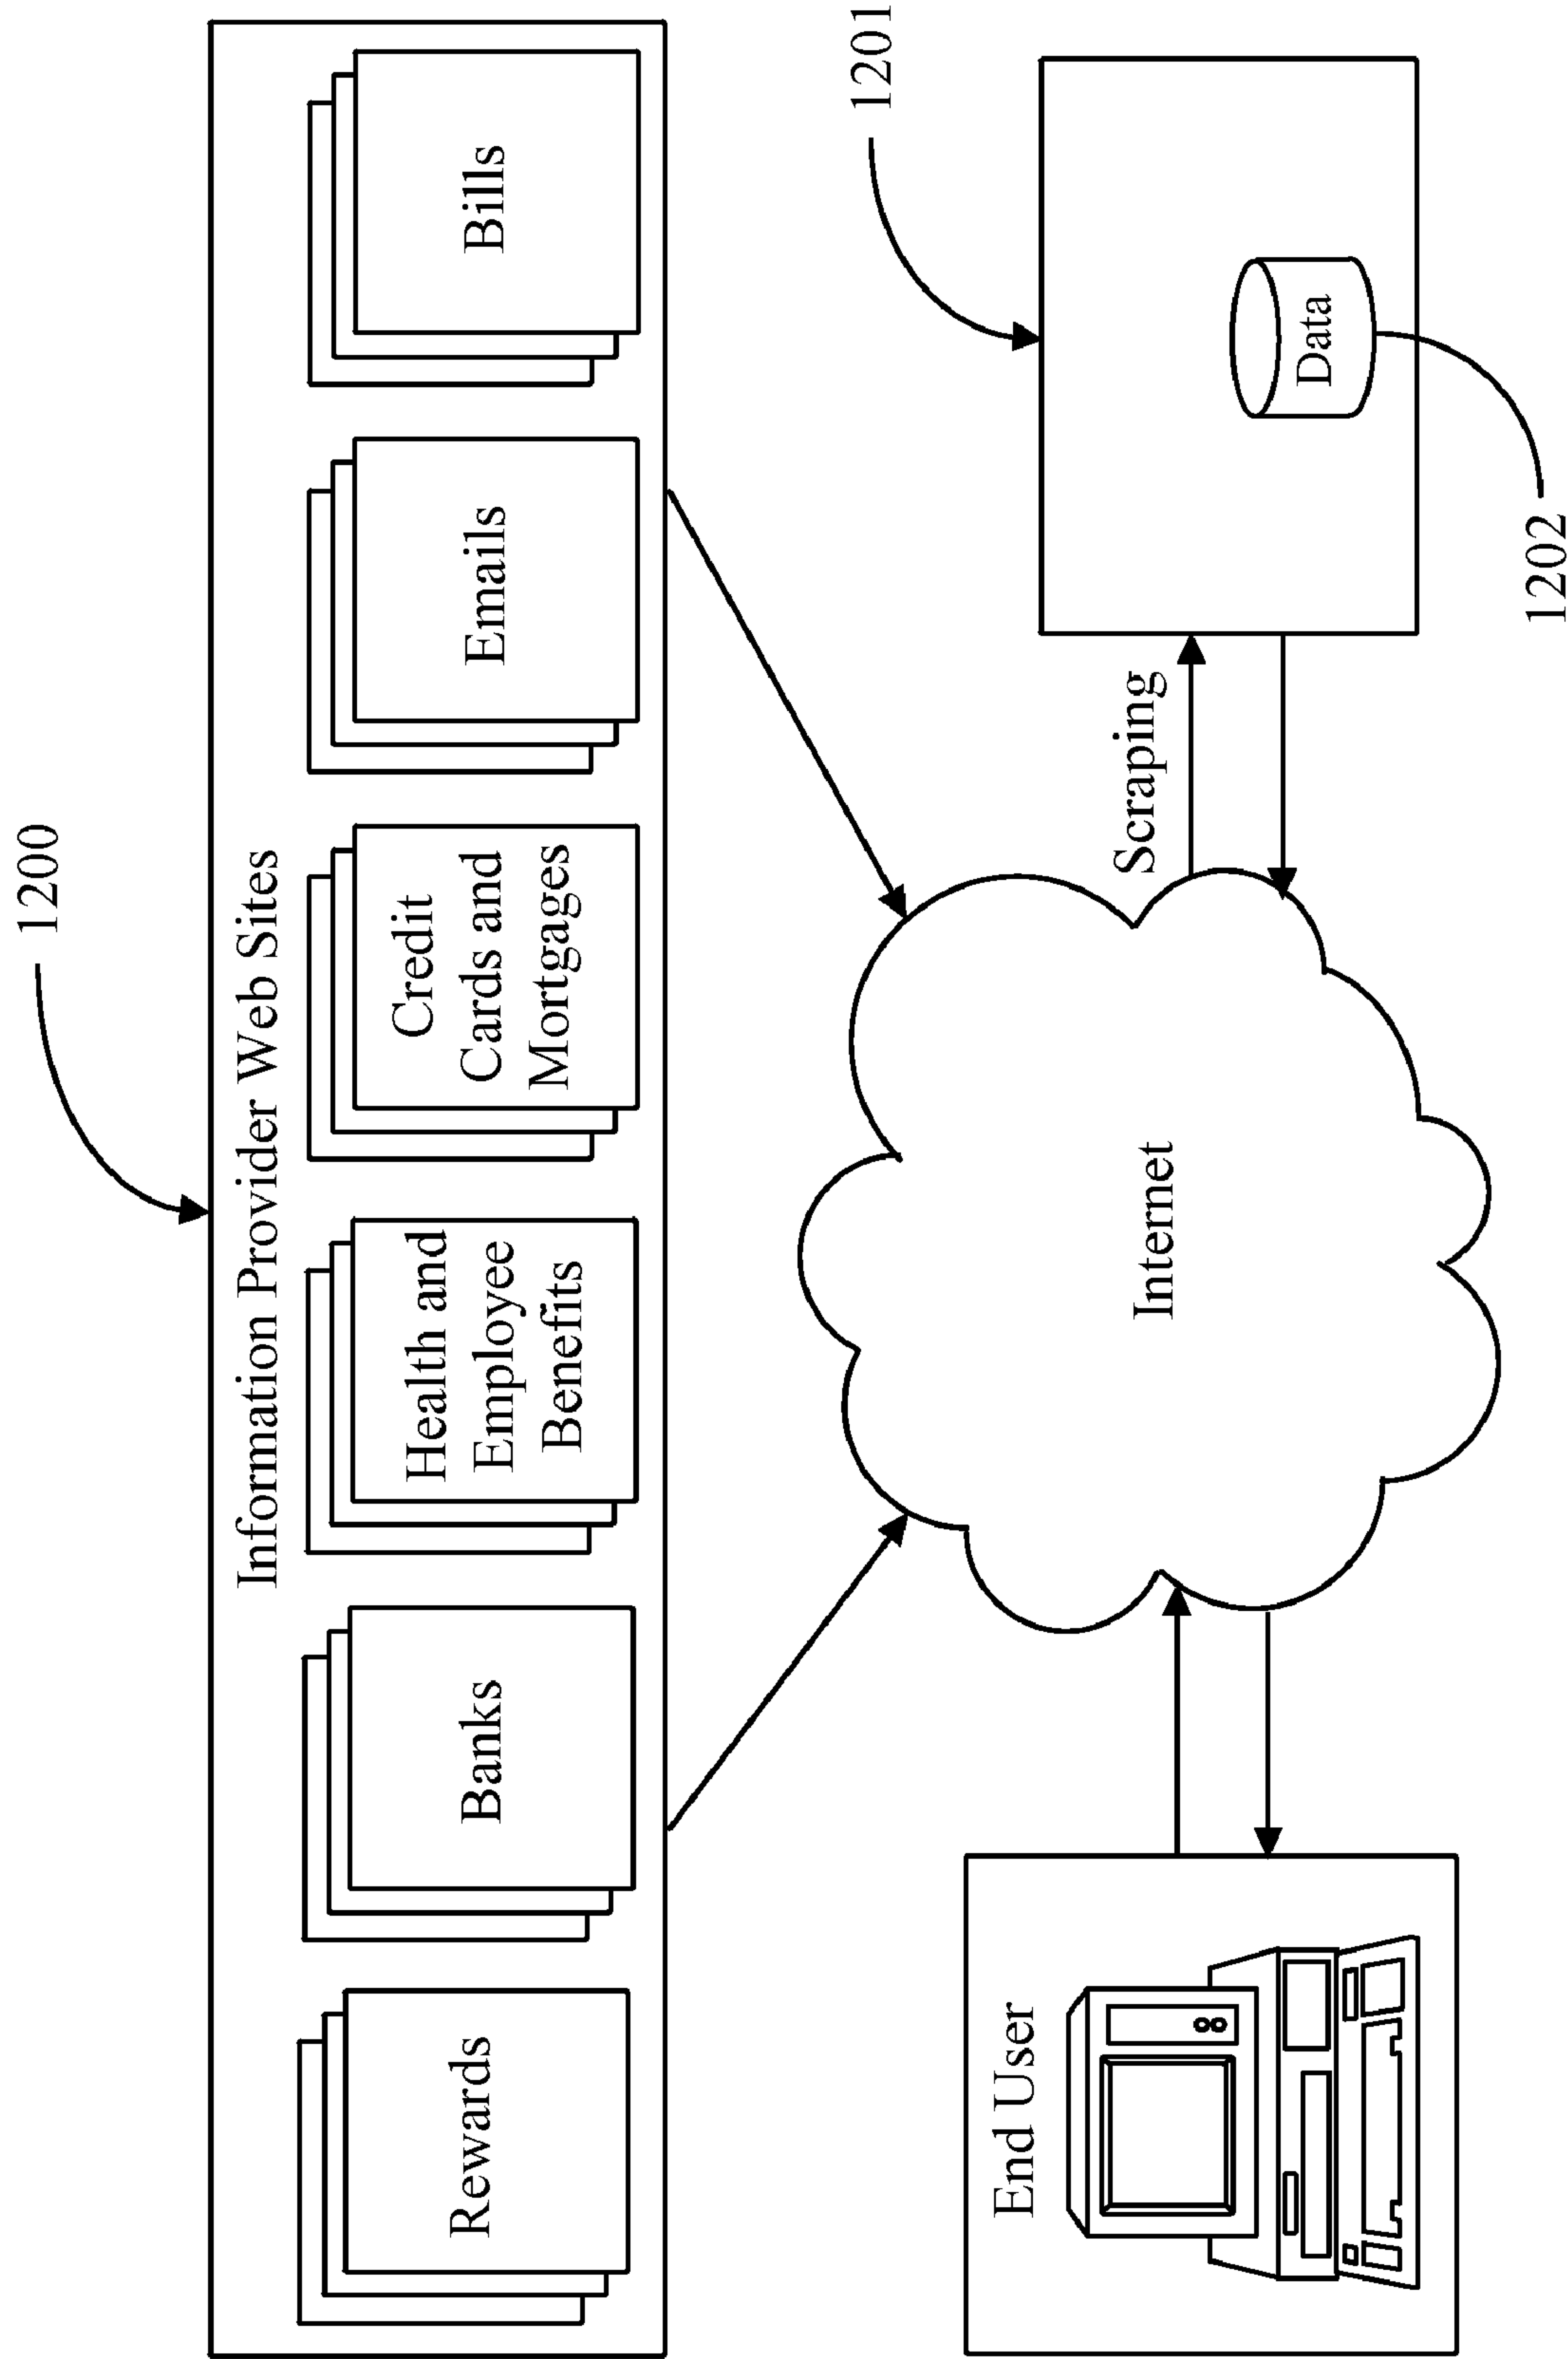 1200
Information Provider Web Sites
Rewards
Banks
Health and
Employee
Benefits
Credit
Cards and
Mortgages
Emails
Bills
1201
End User
Internet
Scraping
Data
1202